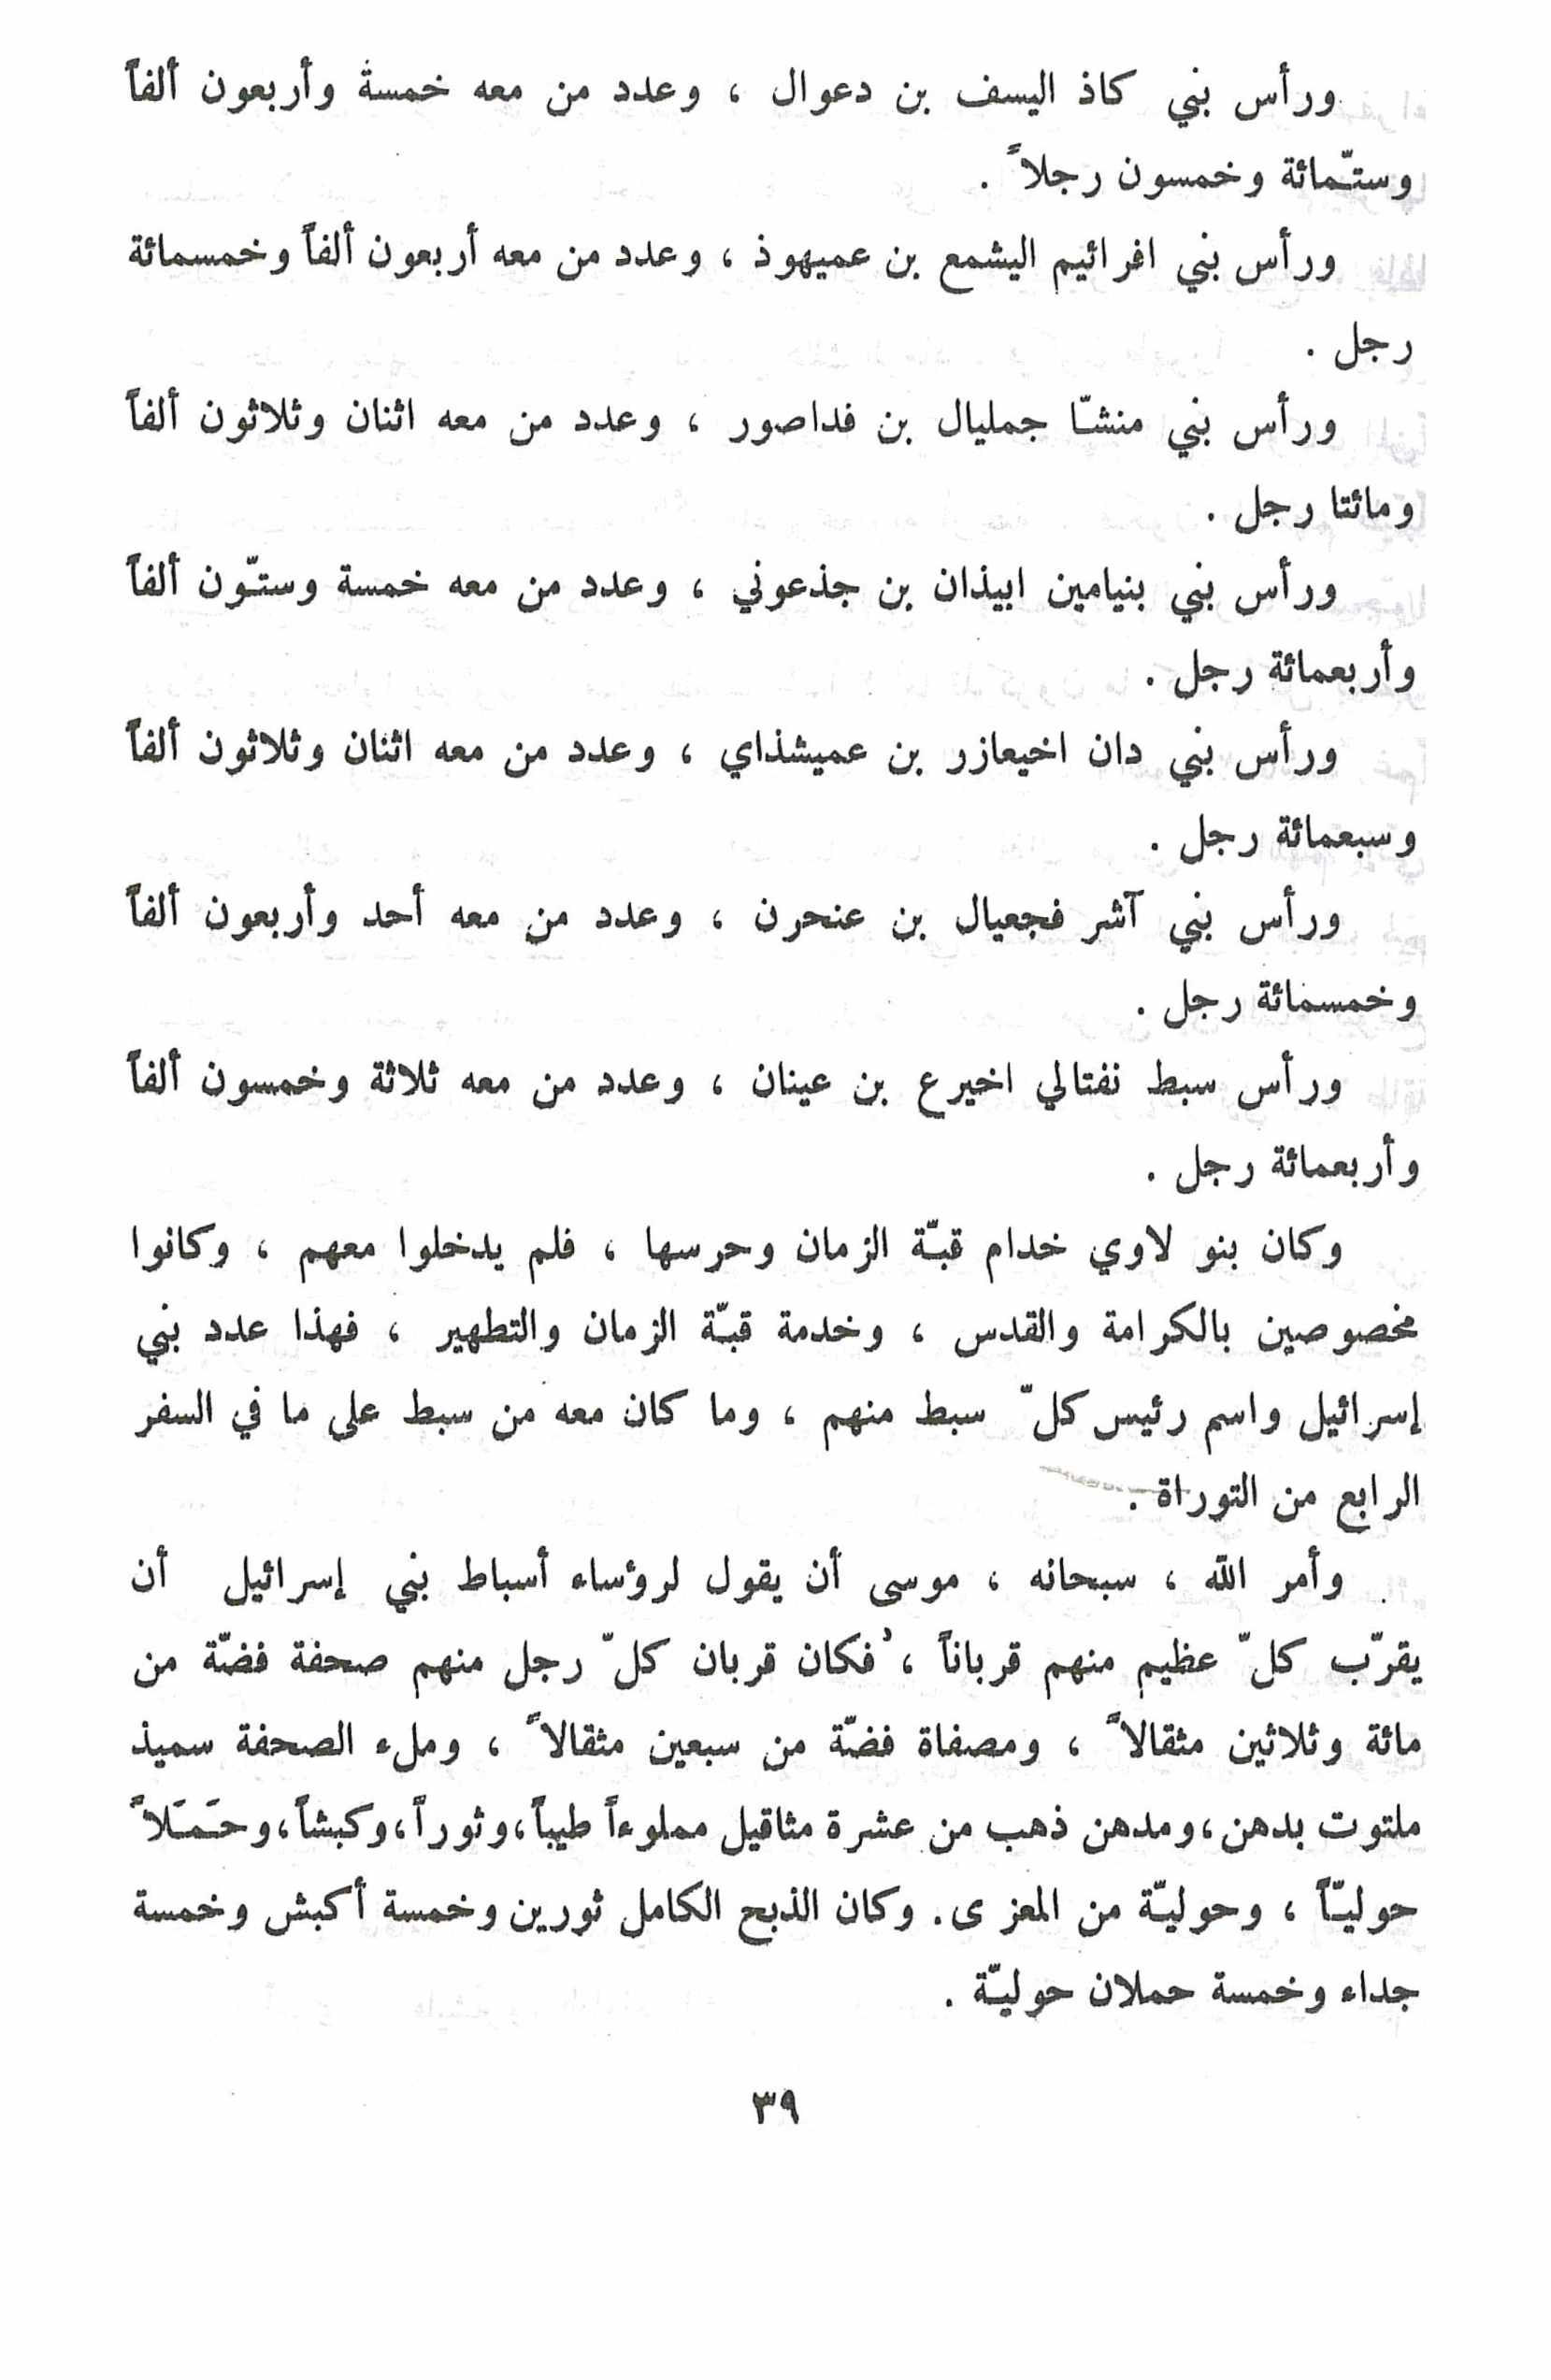 ورأس بني كاذ اليسف بن دعوال ، وعدد من معه خمسة وأربعون ألفاً
وستّمائة وخمسون رجلاً .
ورأس بني افرائيم اليشمع بن عميهوذ ، وعدد من معه أربعون ألفاً وخمسمائة
رجل .
ورأس بني منشّا جمليال بن فداصور ، وعدد من معه اثنان وثلاثون ألفاً
ومائتا رجل .
ورأس بني بنيامين ابيذان بن جذعوني ، وعدد من معه خمسة وستّون ألفاً
وأربعمائة رجل .
ورأس بني دان اخيعازر بن عميشذاي ، وعدد من معه اثنان وثلاثون ألفاً
وسبعمائة رجل .
ورأس بني آشر فجعيال بن عنحرن ، وعدد من معه أحد وأربعون ألفاً
وخمسمائة رجل .
ورأس سبط نفتالي اخيرع بن عينان ، وعدد من معه ثلاثة وخمسون ألفاً
وأربعمائة رجل .
وكان بنو لاوي خدام قبّة الزمان وحرسها ، فلم يدخلوا معهم ، وكانوا
مخصوصين بالكرامة والقدس ، وخدمة قبّة الزمان والتطهير ، فهذا عدد بني
إسرائيل واسم رئيس كلّ سبط منهم ، وما كان معه من سبط على ما في السفر
الرابع من التوراة .
وأمر الله ، سبحانه ، موسى أن يقول لرؤساء أسباط بني إسرائيل أن
يقرّب كلّ عظيم منهم قرباناً ، فكان قربان كلّ رجل منهم صحفة فضّة من
مائة وثلاثين مثقالاً ، ومصفاة فضّة من سبعين مثقالاً ، وملء الصحفة سميذ
ملتوت بدهن ، ومدهن ذهب من عشرة مثاقيل مملوءاً طيباً ، وثوراً ، وكبشاً ، وحَمَلاً
حوليّاً ، وحوليّة من المعزى . وكان الذبح الكامل ثورين وخمسة أكبش وخمسة
جداء وخمسة حملان حوليّة .
٣٩